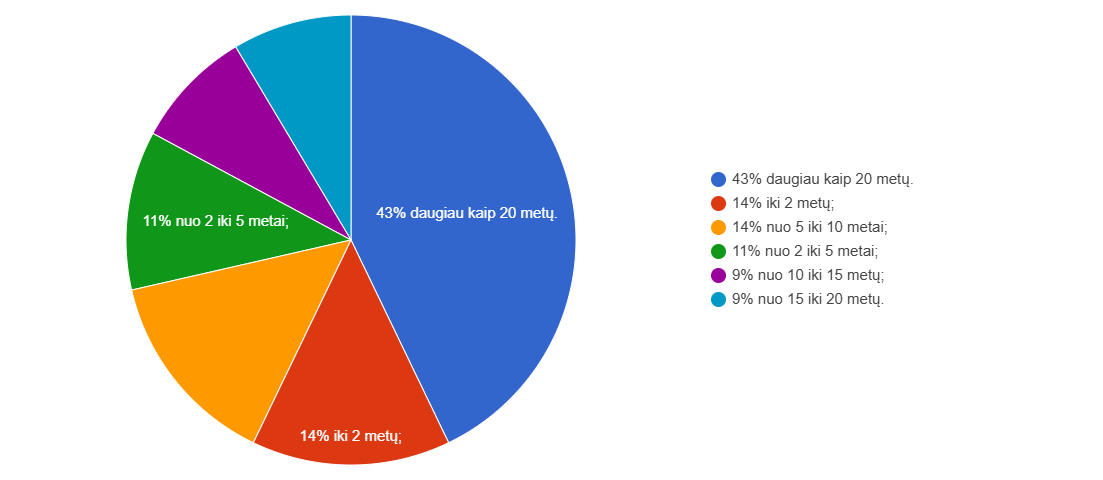 43% daugiau kaip 20 metų.
11% nuo 2 iki 5 metai;
14% iki 2 metų;
43% daugiau kaip 20 metų.
14% iki 2 metų;
14% nuo 5 iki 10 metai;
11% nuo 2 iki 5 metai;
9% nuo 10 iki 15 metų;
9% nuo 15 iki 20 metų.